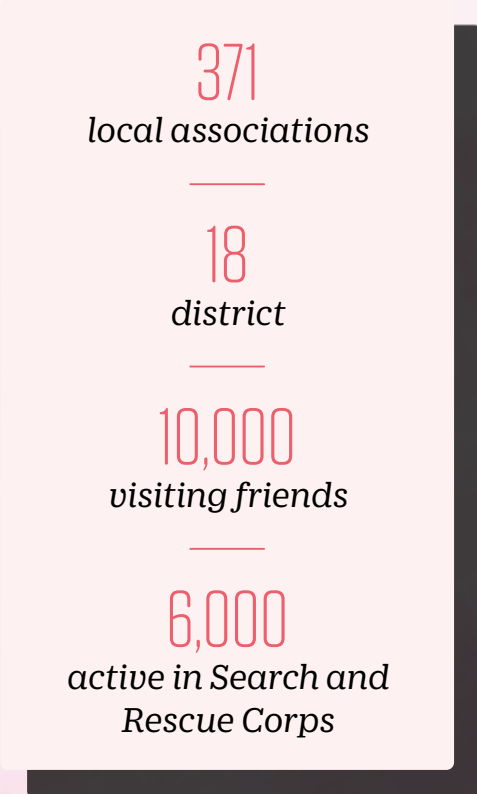 371
local associations
18
district
10,000
visiting friends
6,000
active in Search and
Rescue Corps